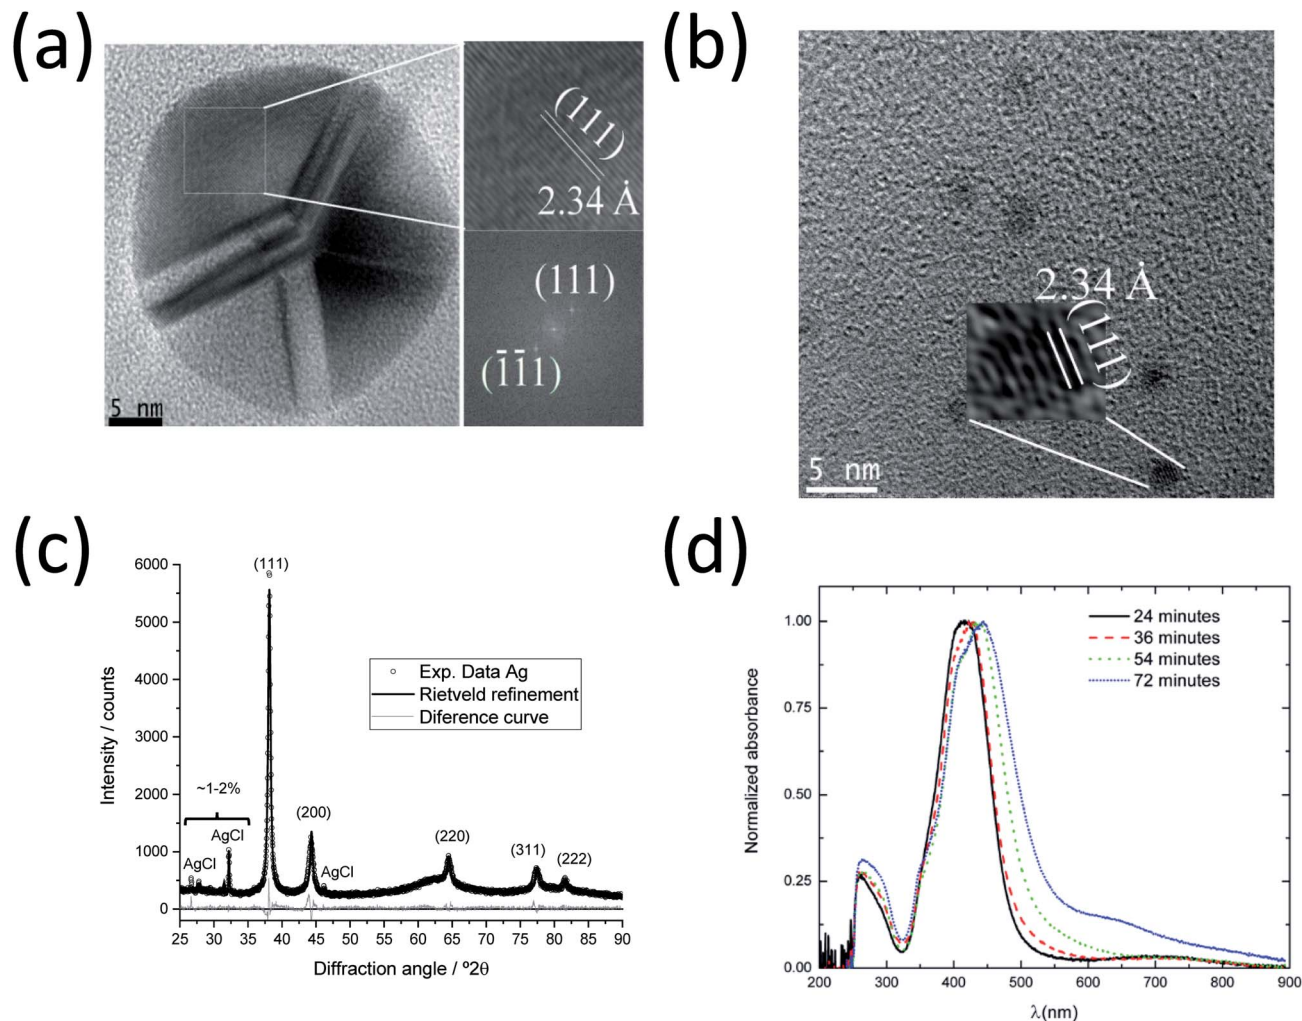 (a)
(111)
2.34 Å
(111)
(1̄1̄1)
5 nm
(b)
2.34 Å
(111)
5 nm
(c)
6000
5000
4000
3000
2000
1000
0
Intensity / counts
(111)
~1-2%
AgCl
AgCl
(200)
AgCl
(220)
(311)
(222)
Exp. Data Ag
Rietveld refinement
Diference curve
25 30 35 40 45 50 55 60 65 70 75 80 85 90
Diffraction angle / º2θ
(d)
1.00
0.75
0.50
0.25
0.00
Normalized absorbance
24 minutes
36 minutes
54 minutes
72 minutes
200 300 400 500 600 700 800 900
λ(nm)